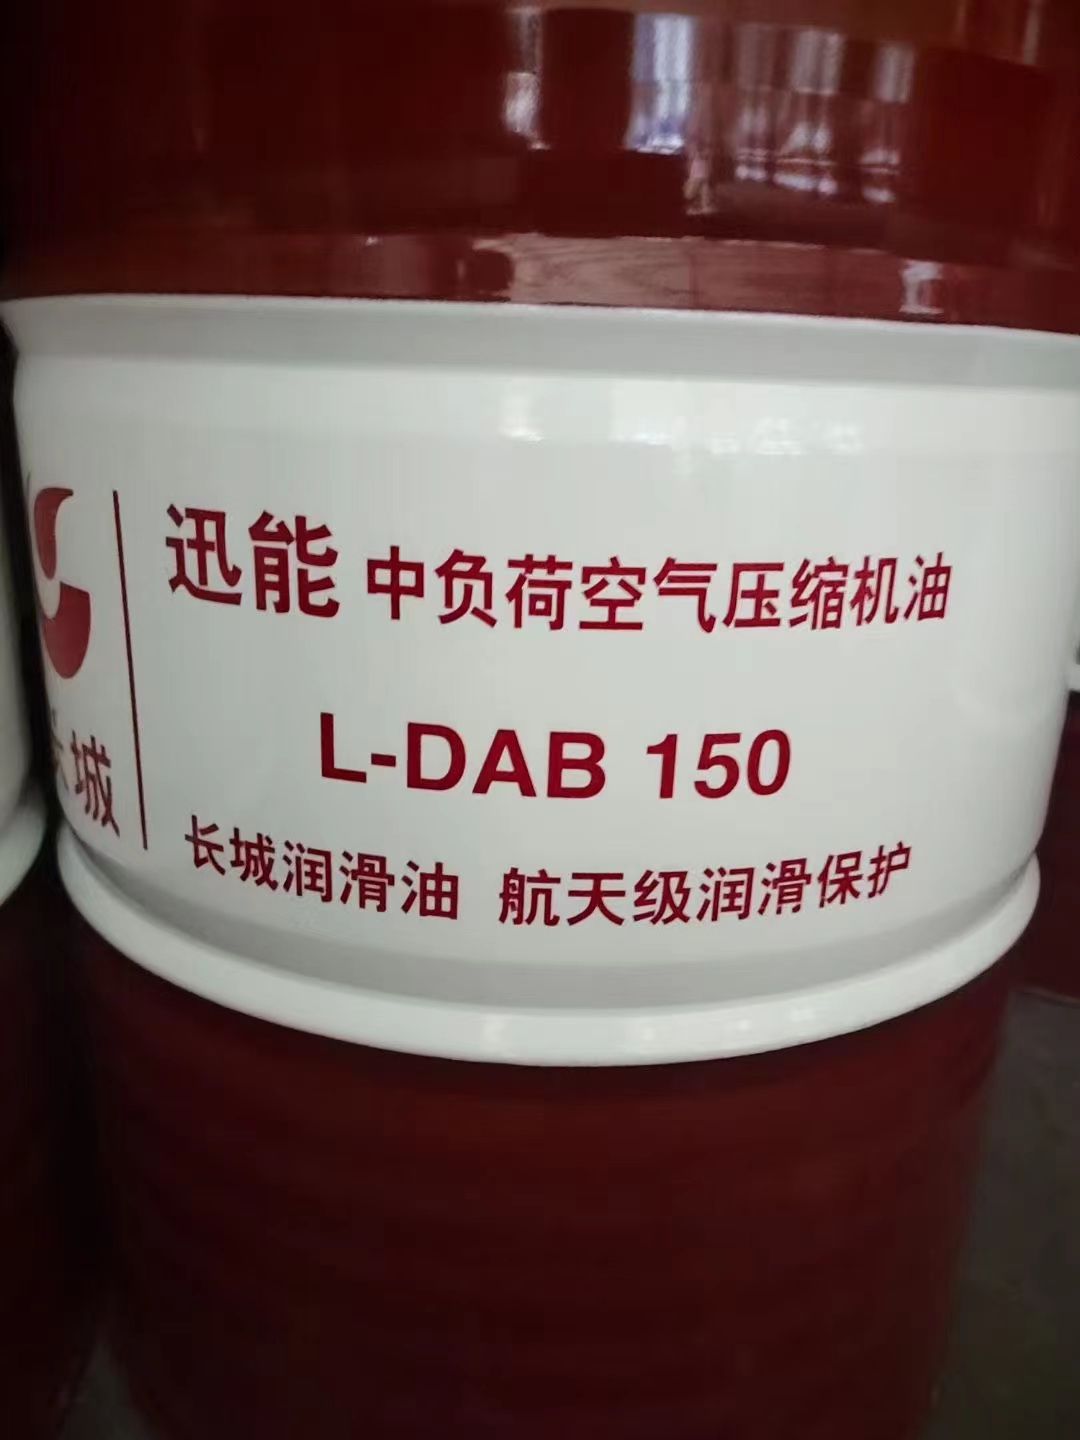 迅能 中负荷空气压缩机油
L-DAB 150
长城
长城润滑油 航天级润滑保护